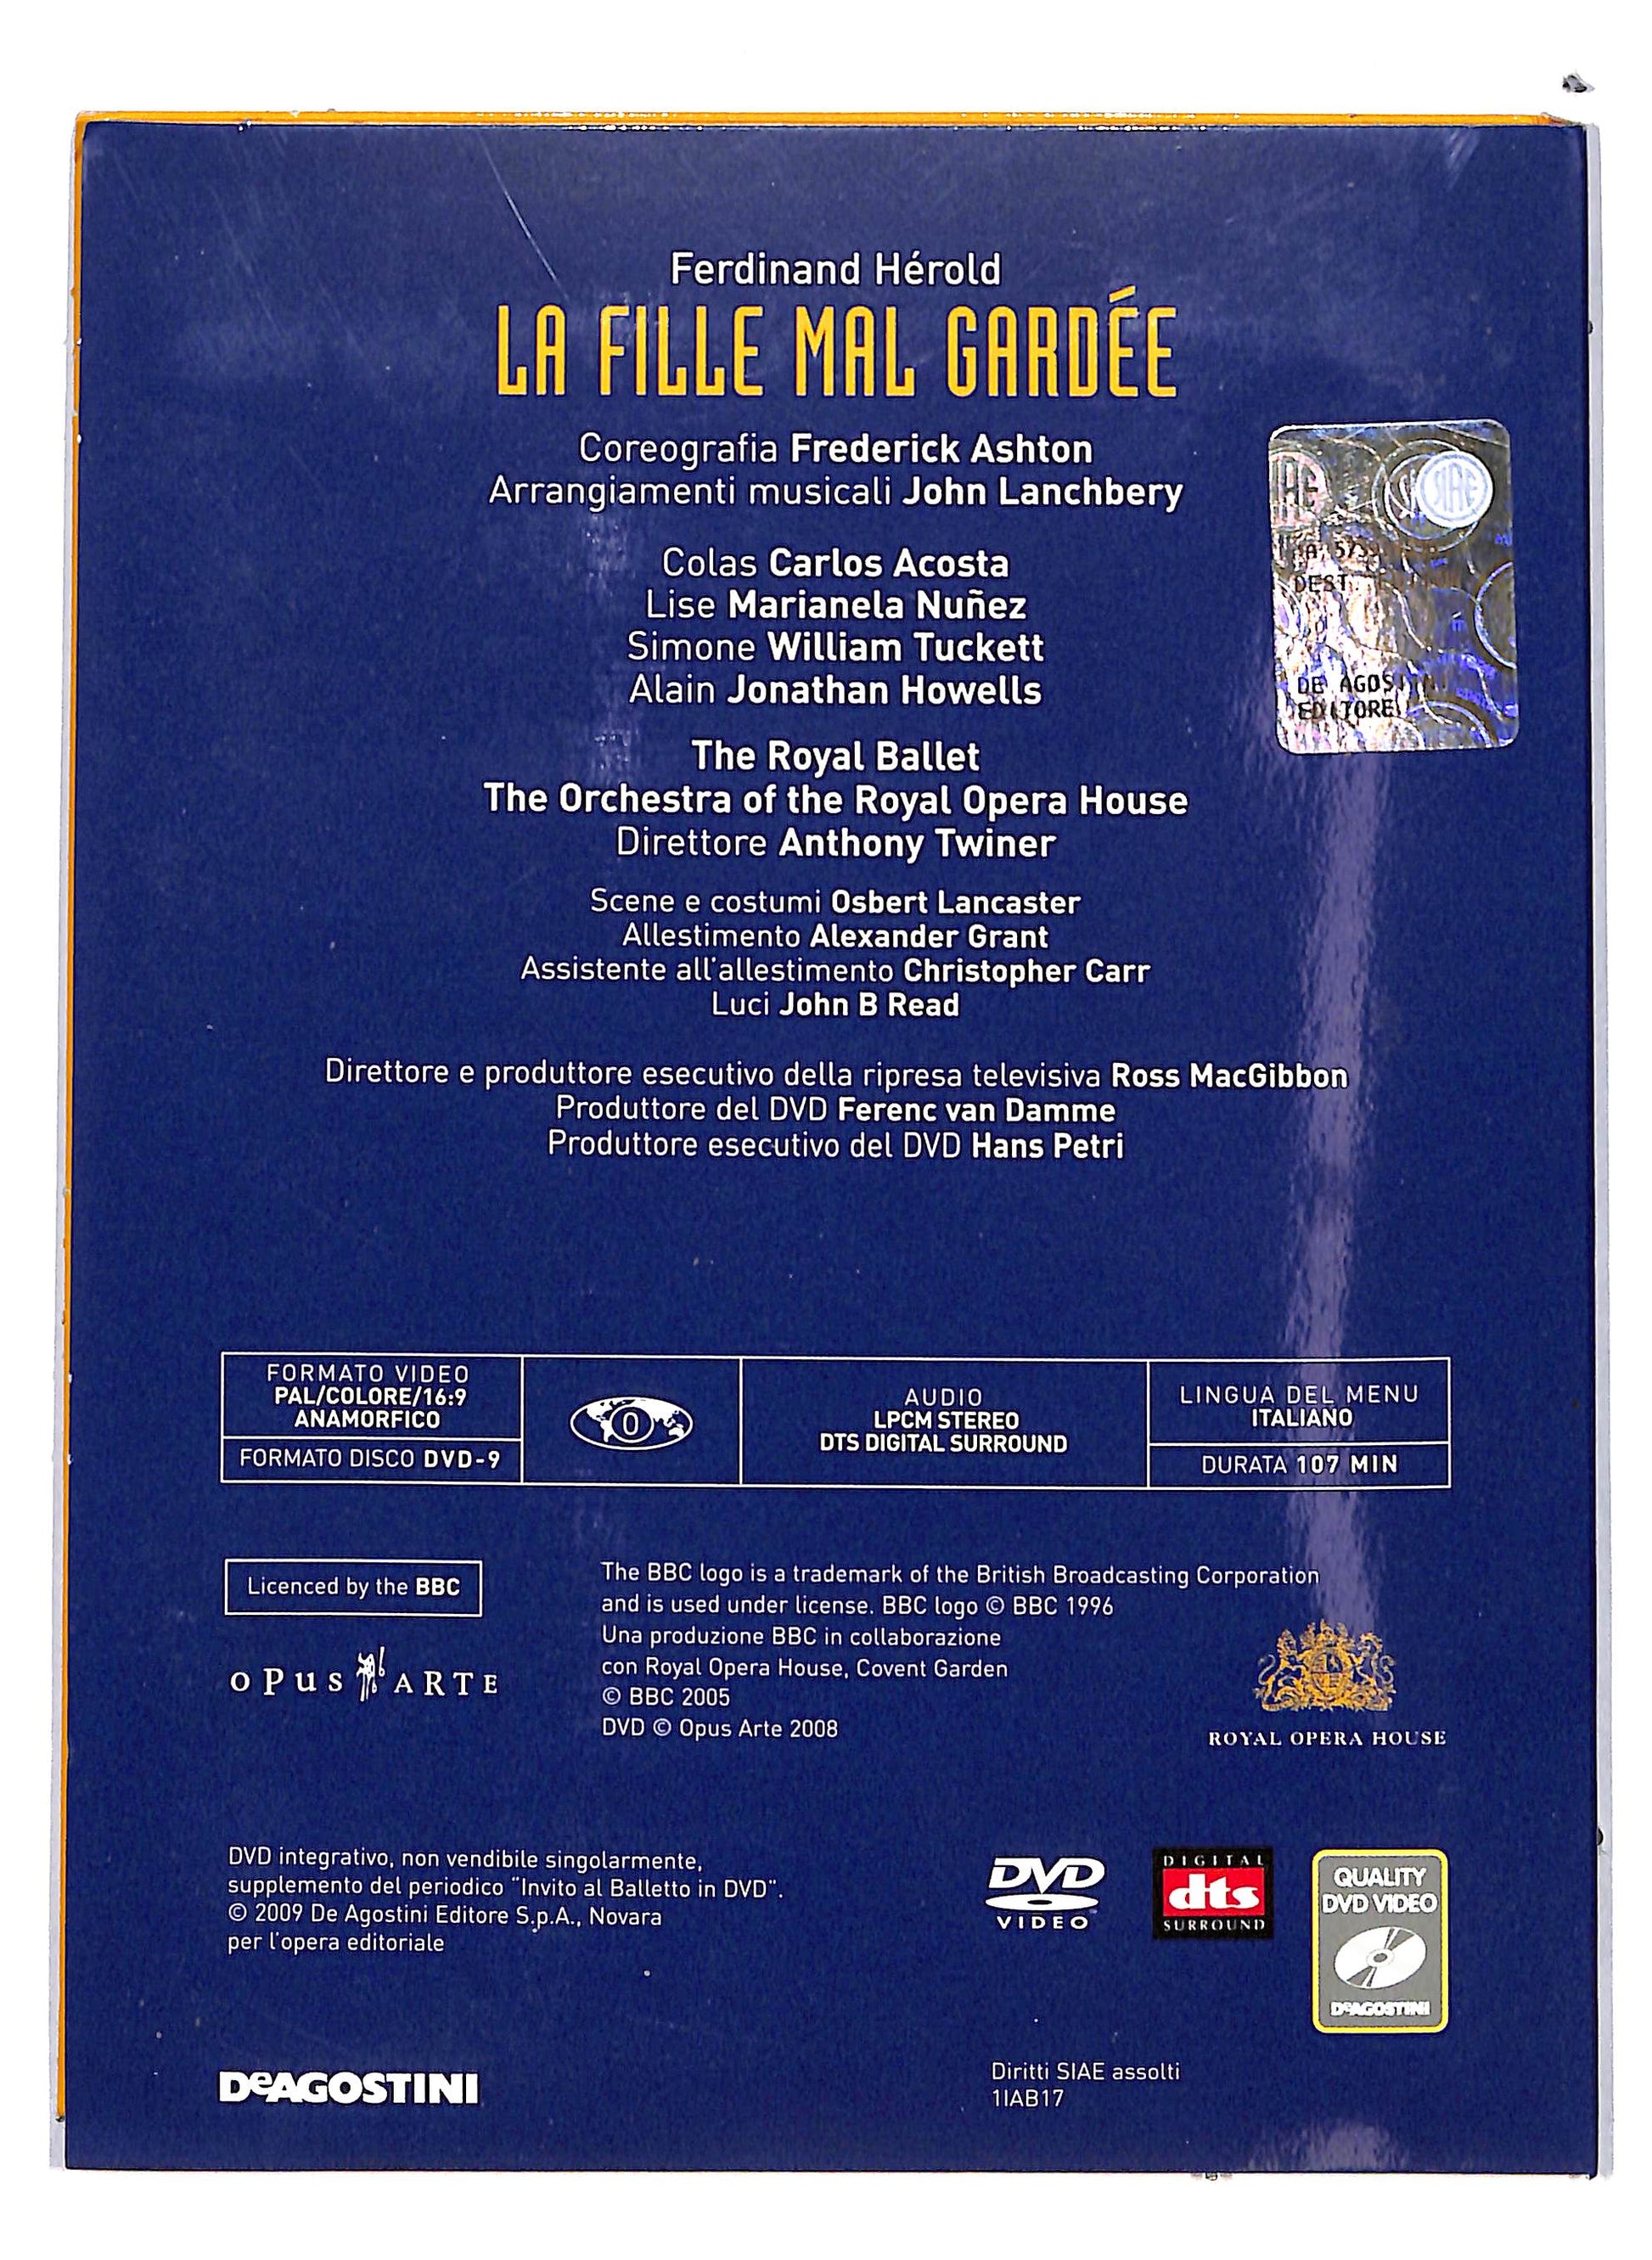 Ferdinand Hérold
LA FILLE MAL GARDÉE
Coreografia Frederick Ashton
Arrangiamenti musicali John Lanchbery
Colas Carlos Acosta
Lise Marianela Nuñez
Simone William Tuckett
Alain Jonathan Howells
The Royal Ballet
The Orchestra of the Royal Opera House
Direttore Anthony Twiner
Scene e costumi Osbert Lancaster
Allestimento Alexander Grant
Assistente all'allestimento Christopher Carr
Luci John B Read
Direttore e produttore esecutivo della ripresa televisiva Ross MacGibbon
Produttore del DVD Ferenc van Damme
Produttore esecutivo del DVD Hans Petri
SIAE
DE AGOSTINI
EDITORE
FORMATO VIDEO
PAL/COLORE/16:9
ANAMORFICO
FORMATO DISCO DVD-9
0
AUDIO
LPCM STEREO
DTS DIGITAL SURROUND
LINGUA DEL MENU
ITALIANO
DURATA 107 MIN
Licenced by the BBC
OPUS ARTE
The BBC logo is a trademark of the British Broadcasting Corporation
and is used under license. BBC logo © BBC 1996
Una produzione BBC in collaborazione
con Royal Opera House, Covent Garden
© BBC 2005
DVD © Opus Arte 2008
ROYAL OPERA HOUSE
DVD integrativo, non vendibile singolarmente,
supplemento del periodico "Invito al Balletto in DVD".
© 2009 De Agostini Editore S.p.A., Novara
per l'opera editoriale
DVD
VIDEO
DIGITAL
dts
SURROUND
QUALITY
DVD VIDEO
DeAGOSTINI
DeAGOSTINI
Diritti SIAE assolti
1IAB17